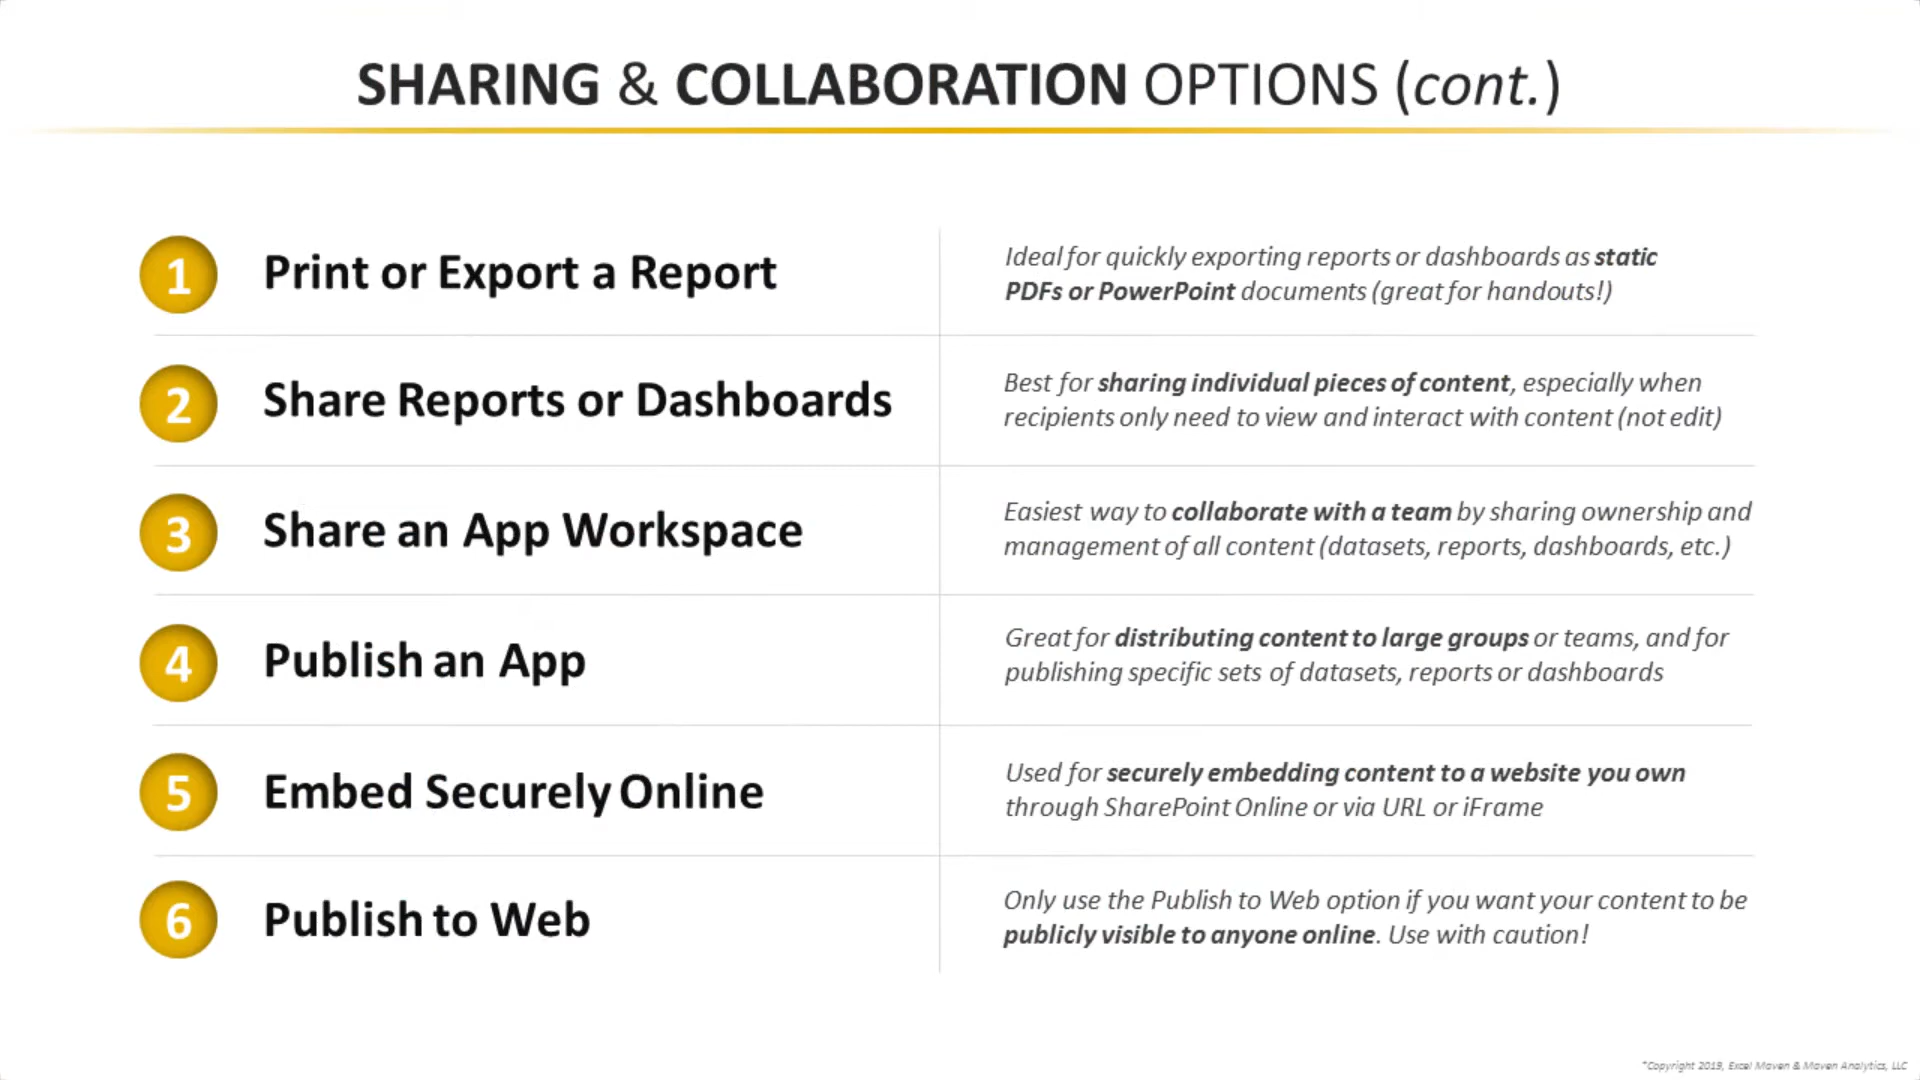 SHARING & COLLABORATION OPTIONS (cont.)
1 Print or Export a Report
Ideal for quickly exporting reports or dashboards as static
PDFs or PowerPoint documents (great for handouts!)
2 Share Reports or Dashboards
Best for sharing individual pieces of content, especially when
recipients only need to view and interact with content (not edit)
3 Share an App Workspace
Easiest way to collaborate with a team by sharing ownership and
management of all content (datasets, reports, dashboards, etc.)
4 Publish an App
Great for distributing content to large groups or teams, and for
publishing specific sets of datasets, reports or dashboards
5 Embed Securely Online
Used for securely embedding content to a website you own
through SharePoint Online or via URL or iFrame
6 Publish to Web
Only use the Publish to Web option if you want your content to be
publicly visible to anyone online. Use with caution!
*Copyright 2019, Excel Maven & Maven Analytics, LLC